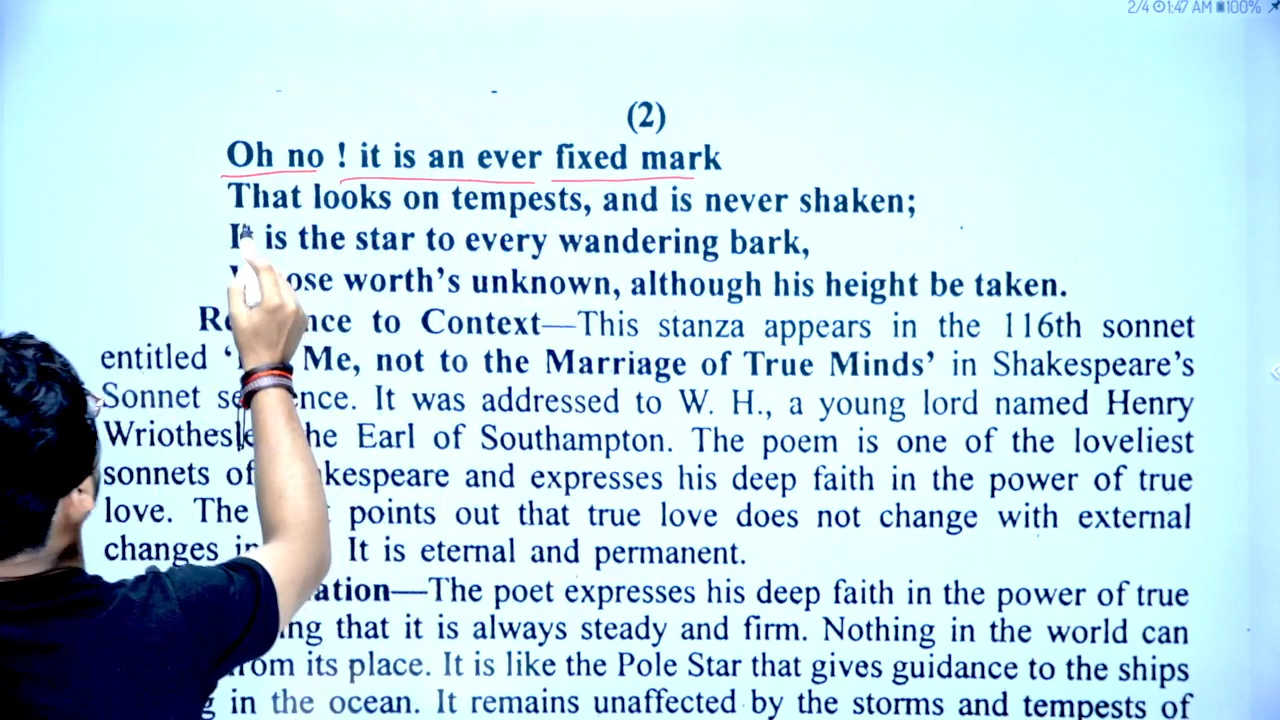 2/4 1:47 AM 100%
(2)
Oh no ! it is an ever fixed mark
That looks on tempests, and is never shaken;
It is the star to every wandering bark,
worth's unknown, although his height be taken.
to Context—This stanza appears in the 116th sonnet
entitled Me, not to the Marriage of True Minds' in Shakespeare's
Sonnet It was addressed to W. H., a young lord named Henry
the Earl of Southampton. The poem is one of the loveliest
sonnets of and expresses his deep faith in the power of true
love. The points out that true love does not change with external
changes It is eternal and permanent.
The poet expresses his deep faith in the power of true
that it is always steady and firm. Nothing in the world can
from its place. It is like the Pole Star that gives guidance to the ships
in the ocean. It remains unaffected by the storms and tempests of